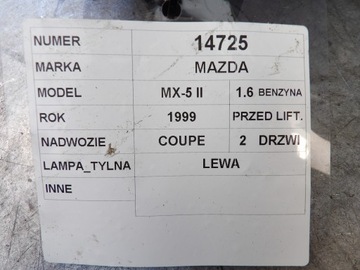 NUMER 14725
MARKA MAZDA
MODEL MX-5 II 1.6 BENZYNA
ROK 1999 PRZED LIFT.
NADWOZIE COUPE 2 DRZWI
LAMPA_TYLNA LEWA
INNE